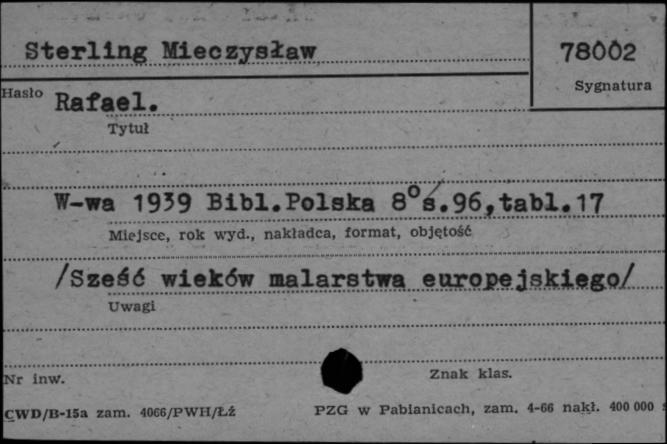 Sterling Mieczysław
78002
Sygnatura
Hasło
Rafael.
Tytuł
W-wa 1939 Bibl.Polska 8° s.96,tabl.17
Miejsce, rok wyd., nakładca, format, objętość
/Sześć wieków malarstwa europejskiego/
Uwagi
Nr inw.
Znak klas.
CWD/B-15a zam. 4066/PWH/Łź
PZG w Pabianicach, zam. 4-66 nakł. 400 000